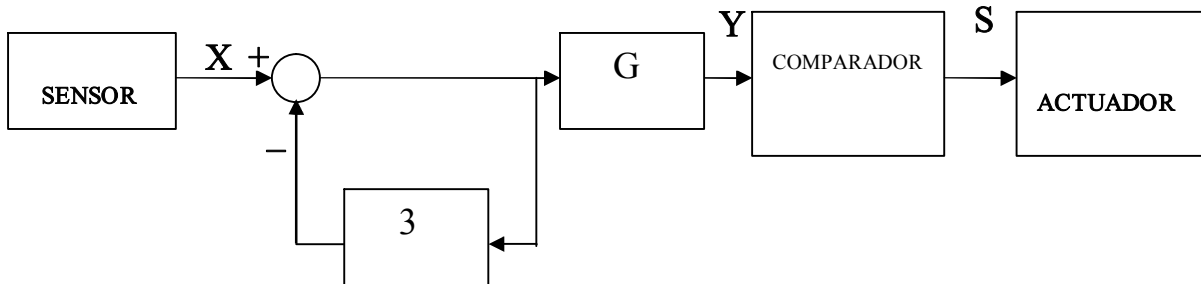 SENSOR
X +
G
Y
COMPARADOR
S
ACTUADOR
−
3